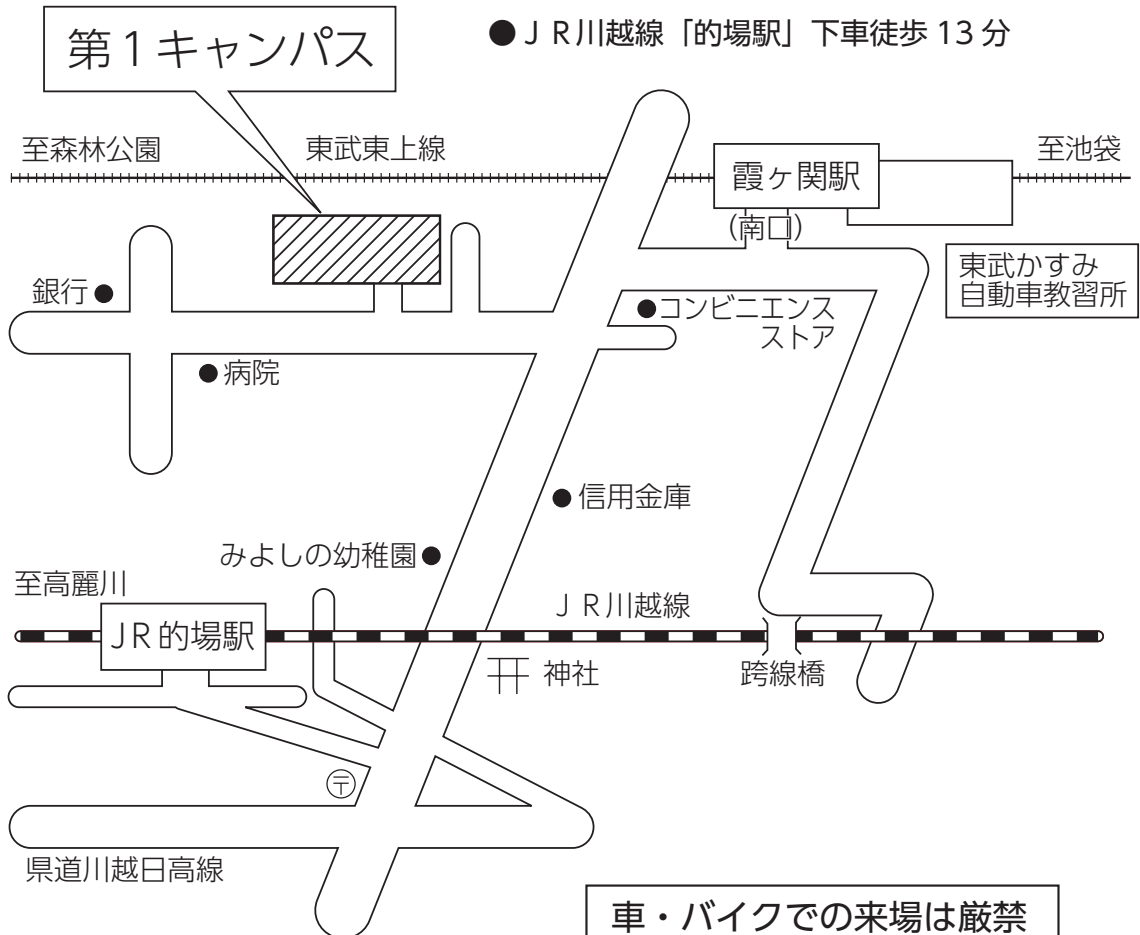 第1キャンパス
●JR川越線「的場駅」下車徒歩13分
至森林公園
東武東上線
霞ヶ関駅
至池袋
(南口)
東武かすみ
自動車教習所
銀行
コンビニエンス
ストア
病院
信用金庫
みよしの幼稚園
至高麗川
JR川越線
JR的場駅
神社
跨線橋
〒
県道川越日高線
車・バイクでの来場は厳禁